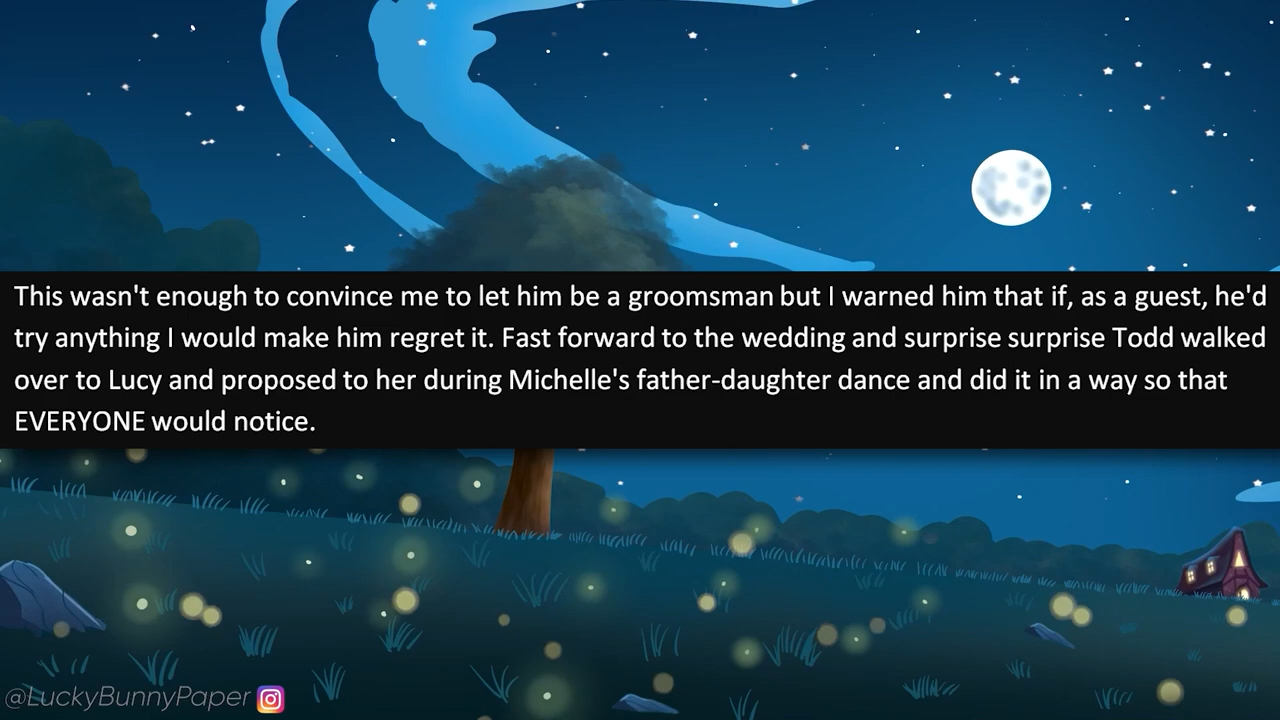 This wasn't enough to convince me to let him be a groomsman but I warned him that if, as a guest, he'd
try anything I would make him regret it. Fast forward to the wedding and surprise surprise Todd walked
over to Lucy and proposed to her during Michelle's father-daughter dance and did it in a way so that
EVERYONE would notice.
@LuckyBunnyPaper